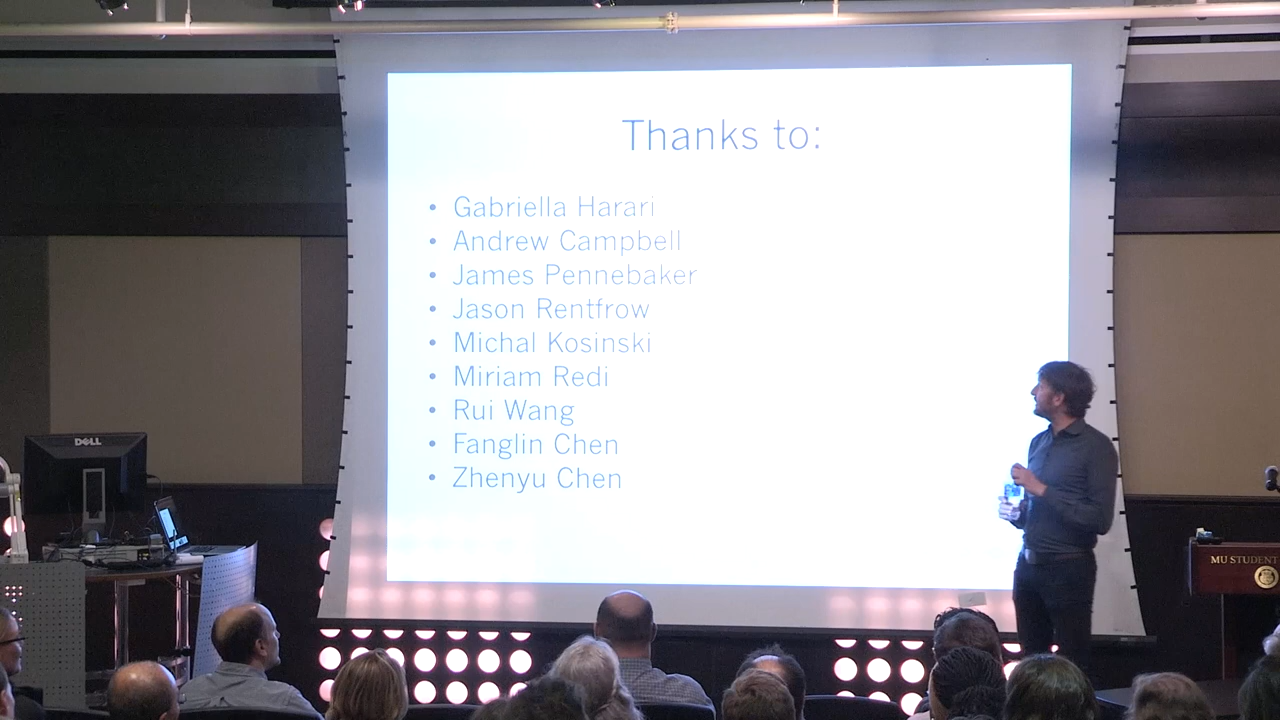 Thanks to:
• Gabriella Harari
• Andrew Campbell
• James Pennebaker
• Jason Rentfrow
• Michal Kosinski
• Miriam Redi
• Rui Wang
• Fanglin Chen
• Zhenyu Chen
DELL
MU STUDENT